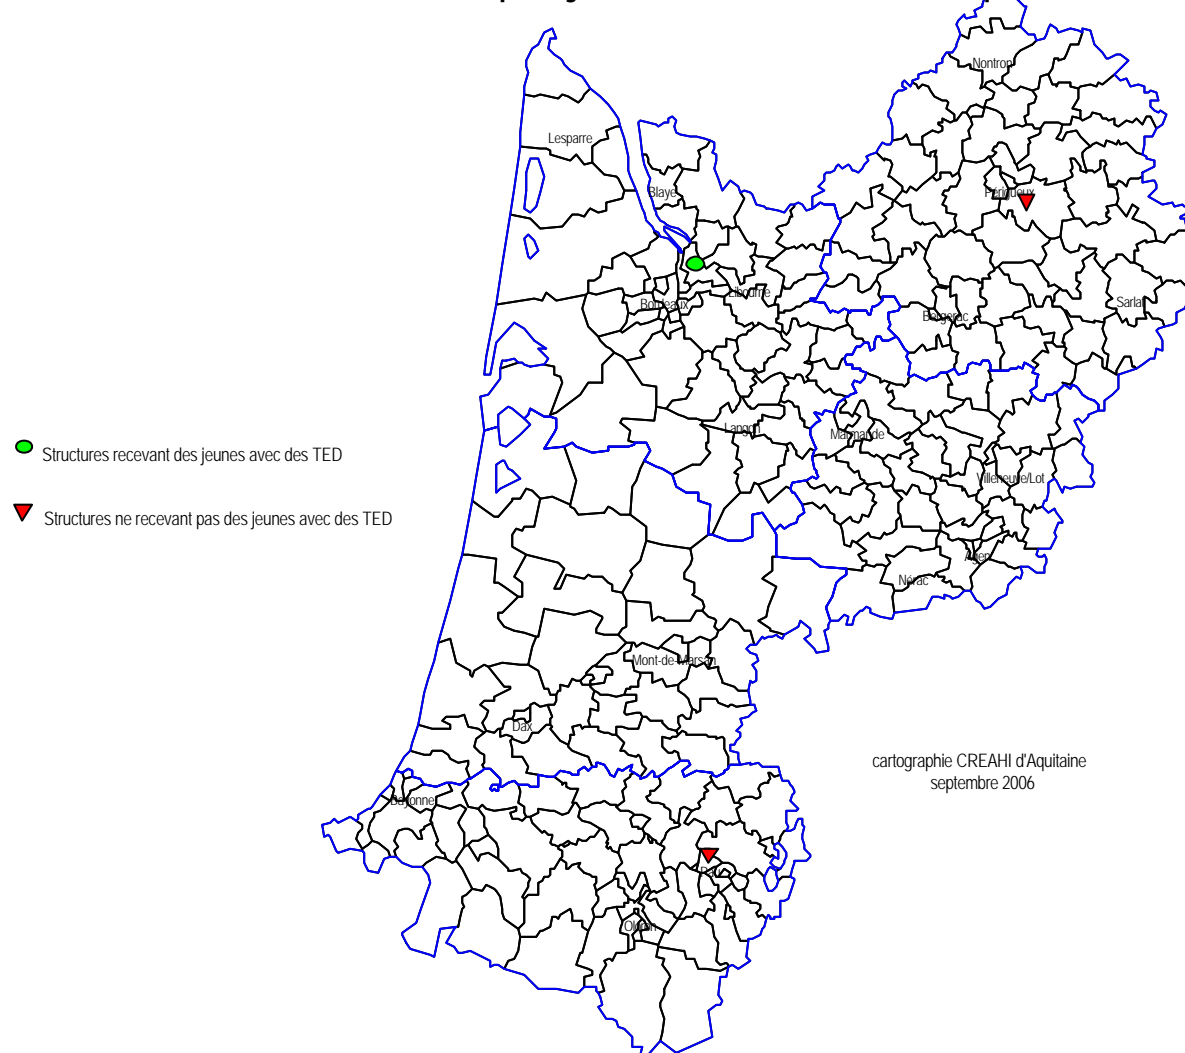 Nontron
Lesparre
Blaye
Périgueux
Libourne
Bordeaux
Bergerac
Sarlat
Langon
Marmande
Structures recevant des jeunes avec des TED
Villeneuve/Lot
Structures ne recevant pas des jeunes avec des TED
Agen
Nérac
Mont-de-Marsan
Dax
cartographie CREAHI d'Aquitaine
septembre 2006
Bayonne
Pau
Oloron